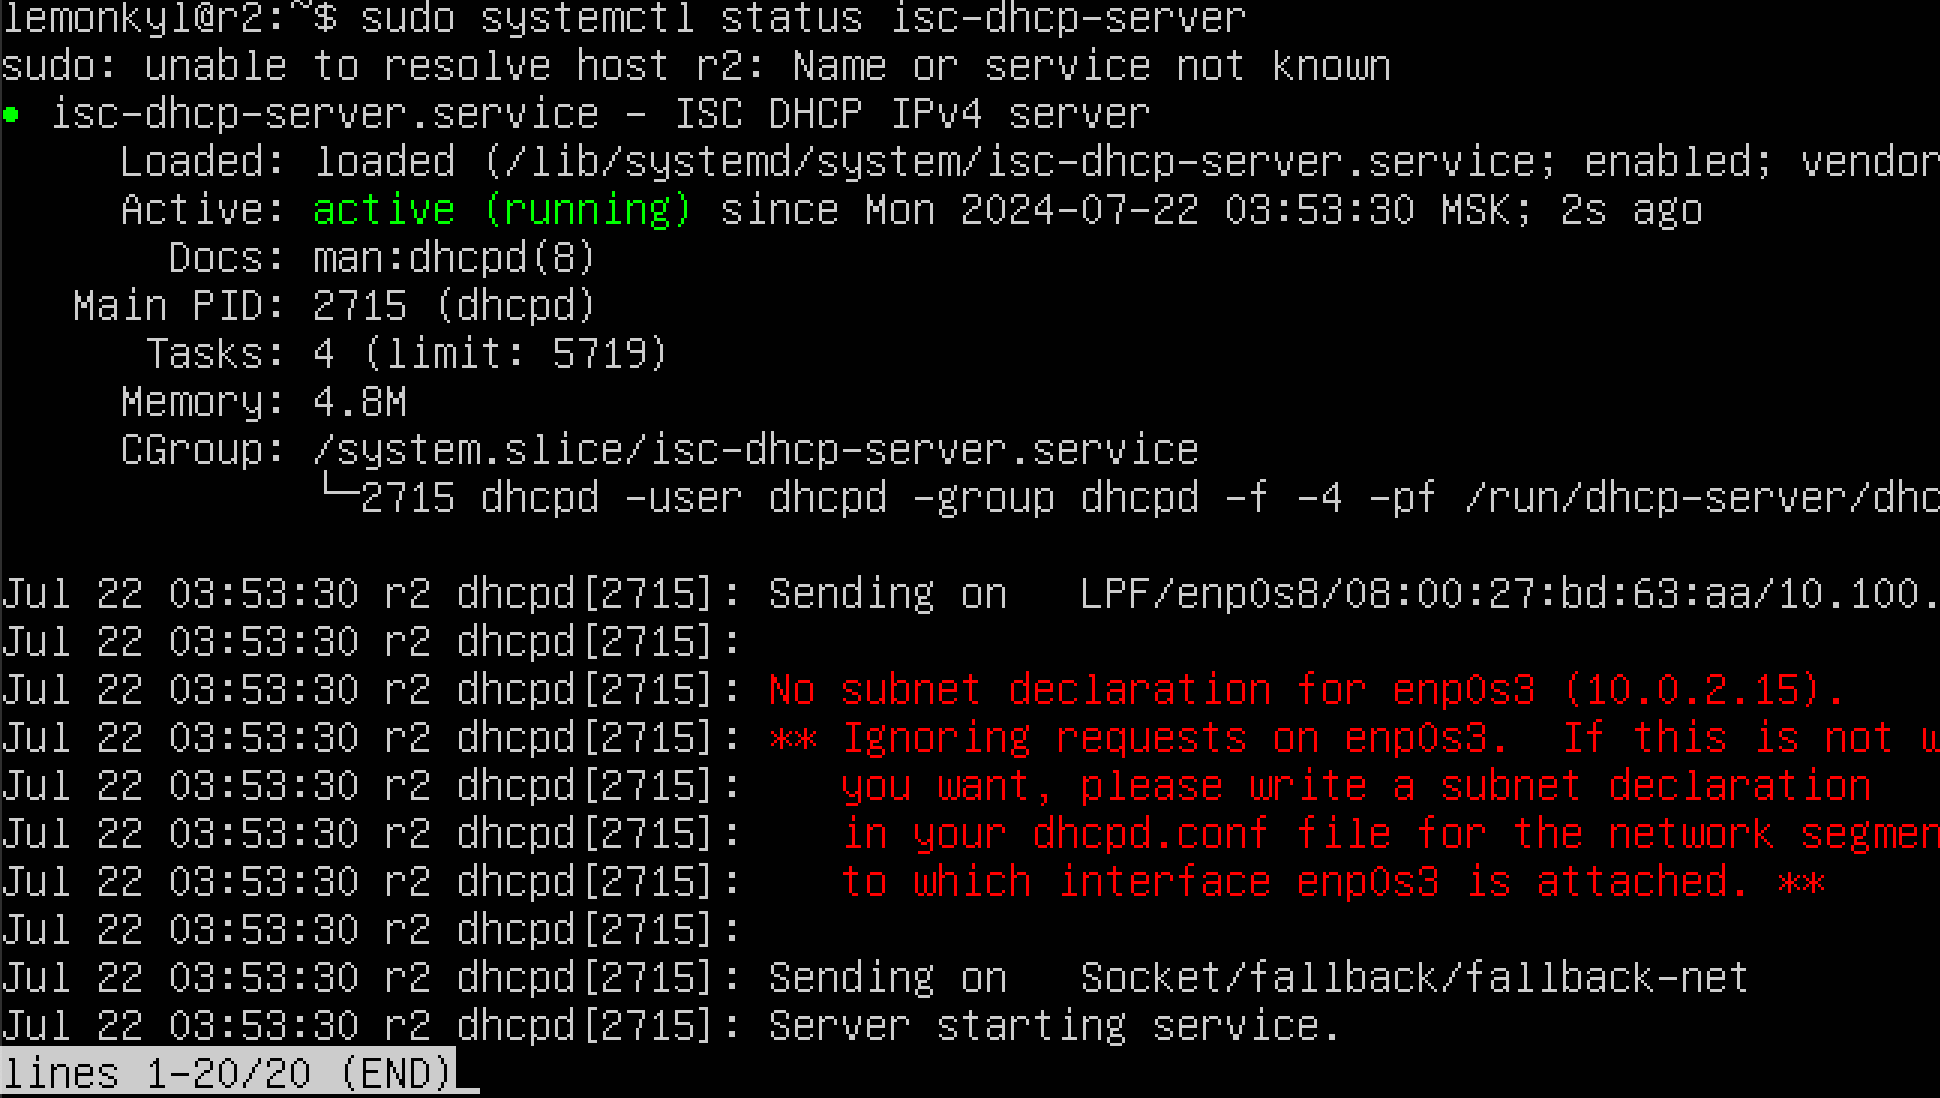 lemonkyl@r2:~$ sudo systemctl status isc-dhcp-server
sudo: unable to resolve host r2: Name or service not known
● isc-dhcp-server.service - ISC DHCP IPv4 server
     Loaded: loaded (/lib/systemd/system/isc-dhcp-server.service; enabled; vendor
     Active: active (running) since Mon 2024-07-22 03:53:30 MSK; 2s ago
       Docs: man:dhcpd(8)
   Main PID: 2715 (dhcpd)
      Tasks: 4 (limit: 5719)
     Memory: 4.8M
     CGroup: /system.slice/isc-dhcp-server.service
             └─2715 dhcpd -user dhcpd -group dhcpd -f -4 -pf /run/dhcp-server/dhc
Jul 22 03:53:30 r2 dhcpd[2715]: Sending on   LPF/enp0s8/08:00:27:bd:63:aa/10.100.
Jul 22 03:53:30 r2 dhcpd[2715]:
Jul 22 03:53:30 r2 dhcpd[2715]: No subnet declaration for enp0s3 (10.0.2.15).
Jul 22 03:53:30 r2 dhcpd[2715]: ** Ignoring requests on enp0s3.  If this is not w
Jul 22 03:53:30 r2 dhcpd[2715]:    you want, please write a subnet declaration
Jul 22 03:53:30 r2 dhcpd[2715]:    in your dhcpd.conf file for the network segmen
Jul 22 03:53:30 r2 dhcpd[2715]:    to which interface enp0s3 is attached. **
Jul 22 03:53:30 r2 dhcpd[2715]:
Jul 22 03:53:30 r2 dhcpd[2715]: Sending on   Socket/fallback/fallback-net
Jul 22 03:53:30 r2 dhcpd[2715]: Server starting service.
lines 1-20/20 (END)